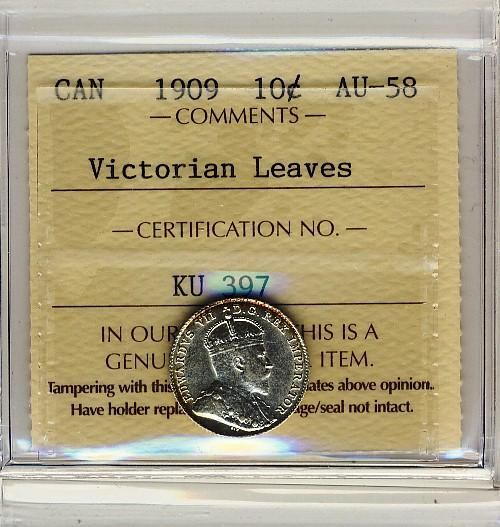 CAN 1909 10¢ AU-58
— COMMENTS —
Victorian Leaves
— CERTIFICATION NO. —
KU 397
IN OUR HIS IS A
GENU ITEM.
Tampering with this ates above opinion.
Have holder repla ge/seal not intact.
EDWARDVS VII D.G. REX IMPERATOR